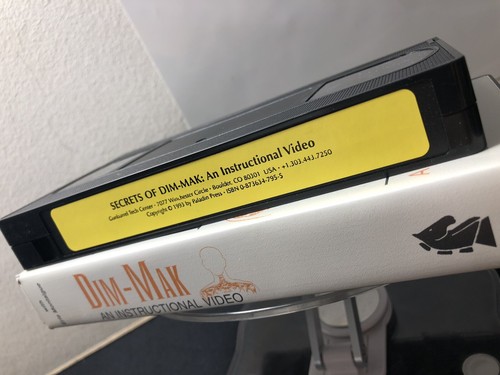 SECRETS OF DIM-MAK: An Instructional Video
Gunbarrel Tech Center • 7077 Winchester Circle • Boulder, CO 80301 USA • +1.303.443.7250
Copyright © 1993 by Paladin Press • ISBN 0-873634-795-5
DIM-MAK
AN INSTRUCTIONAL VIDEO